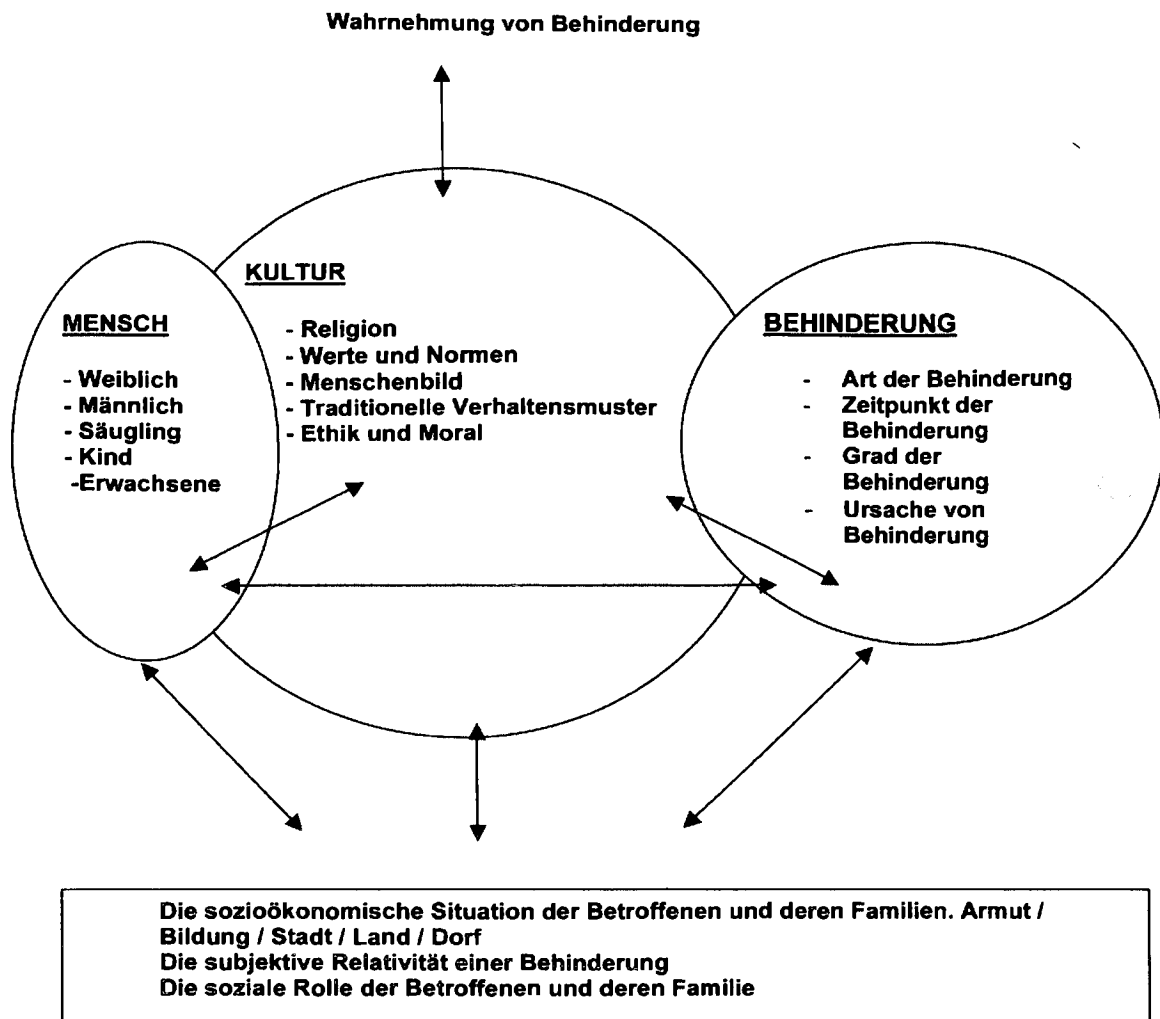 Wahrnehmung von Behinderung
KULTUR
- Religion
- Werte und Normen
- Menschenbild
- Traditionelle Verhaltensmuster
- Ethik und Moral
MENSCH
- Weiblich
- Männlich
- Säugling
- Kind
-Erwachsene
BEHINDERUNG
- Art der Behinderung
- Zeitpunkt der
Behinderung
- Grad der
Behinderung
- Ursache von
Behinderung
Die sozioökonomische Situation der Betroffenen und deren Familien. Armut /
Bildung / Stadt / Land / Dorf
Die subjektive Relativität einer Behinderung
Die soziale Rolle der Betroffenen und deren Familie